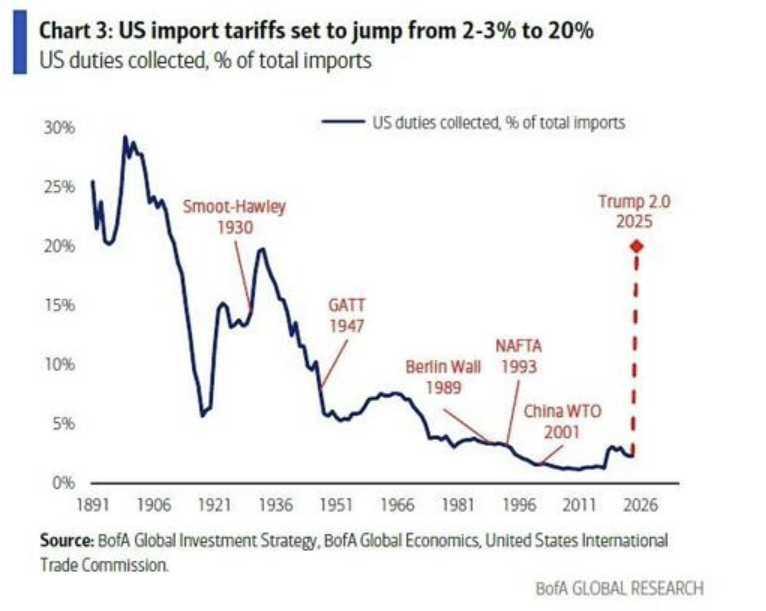 Chart 3: US import tariffs set to jump from 2-3% to 20%
US duties collected, % of total imports
US duties collected, % of total imports
30%
25%
20%
15%
10%
5%
0%
Smoot-Hawley
1930
GATT
1947
Berlin Wall
1989
NAFTA
1993
China WTO
2001
Trump 2.0
2025
1891 1906 1921 1936 1951 1966 1981 1996 2011 2026
Source: BofA Global Investment Strategy, BofA Global Economics, United States International
Trade Commission.
BofA GLOBAL RESEARCH